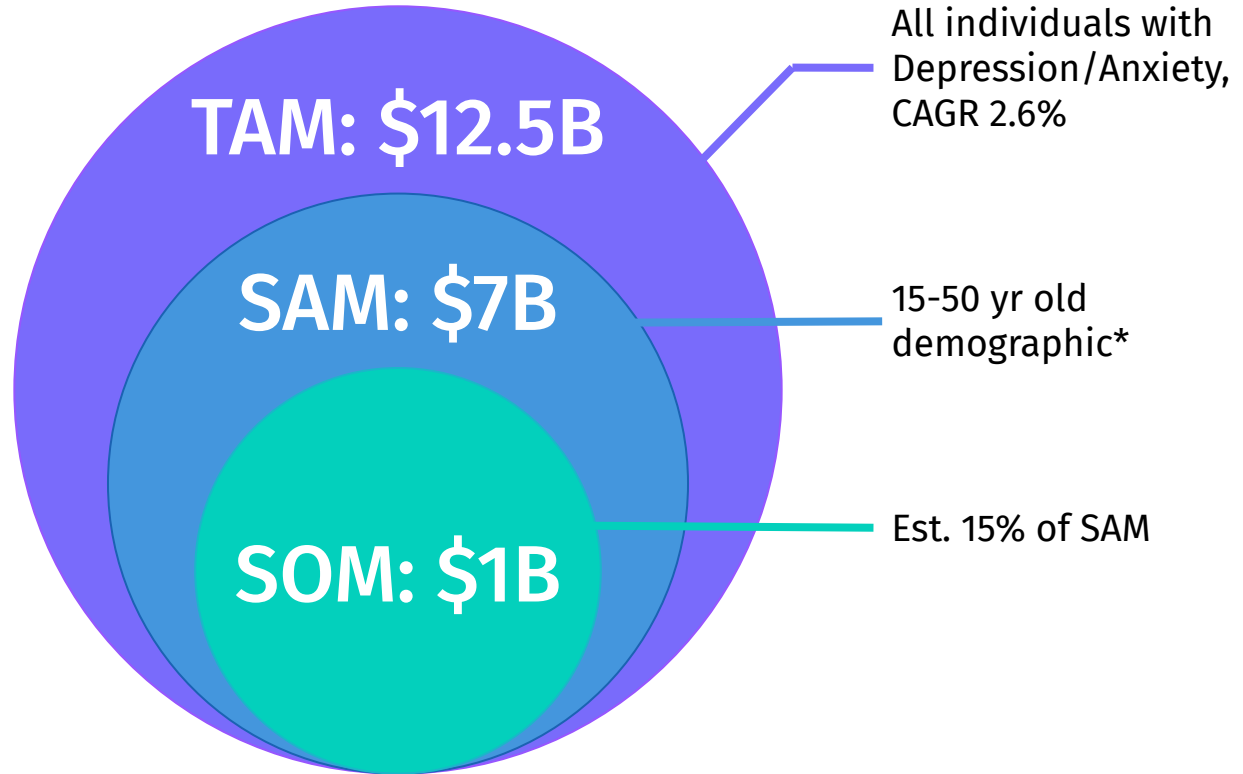 All individuals with
Depression/Anxiety,
CAGR 2.6%
TAM: $12.5B
SAM: $7B
15-50 yr old
demographic*
Est. 15% of SAM
SOM: $1B